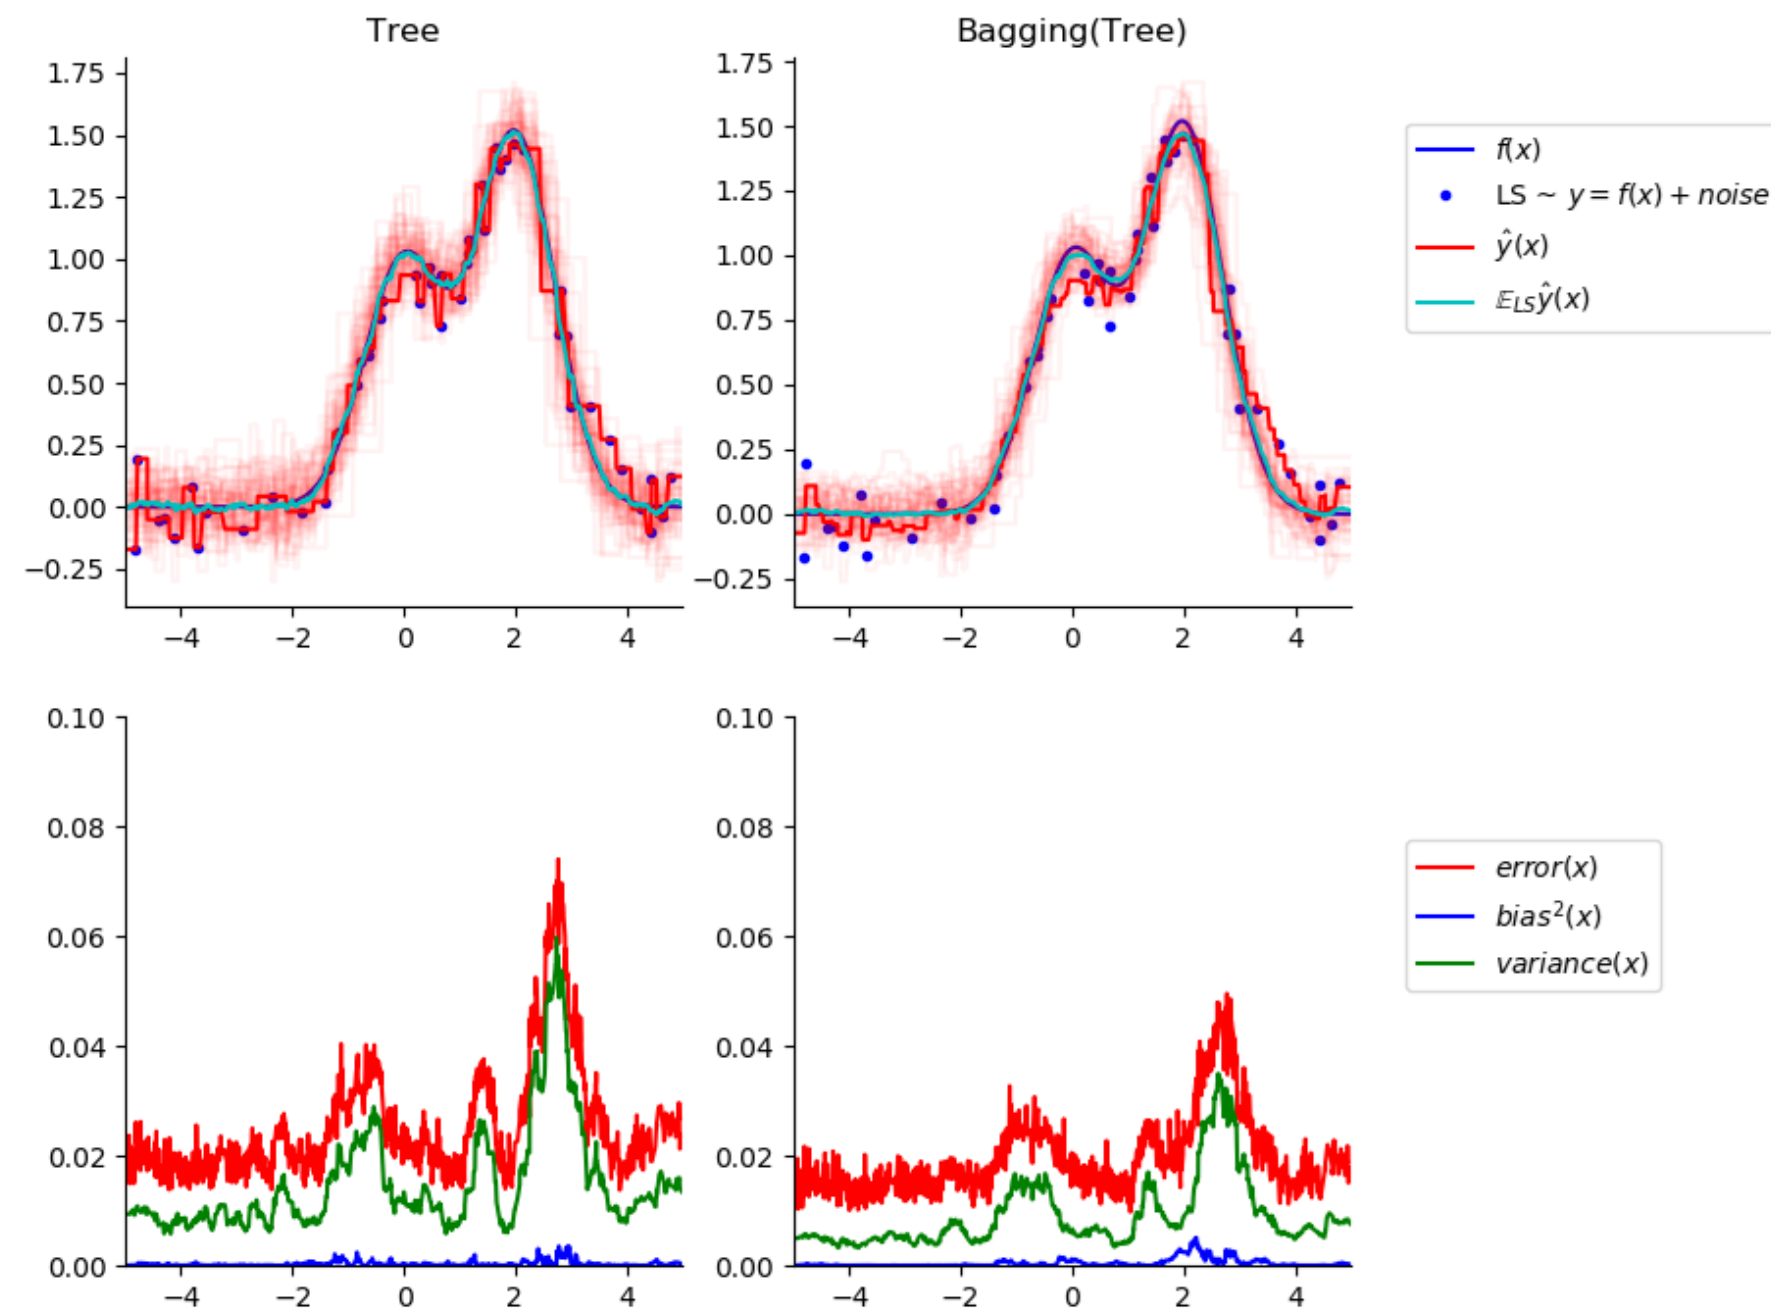 Tree
1.75
1.50
1.25
1.00
0.75
0.50
0.25
0.00
−0.25
−4 −2 0 2 4
Bagging(Tree)
1.75
1.50
1.25
1.00
0.75
0.50
0.25
0.00
−0.25
−4 −2 0 2 4
f(x)
LS ~ y = f(x) + noise
ŷ(x)
𝔼LS ŷ(x)
0.10
0.08
0.06
0.04
0.02
0.00
−4 −2 0 2 4
0.10
0.08
0.06
0.04
0.02
0.00
−4 −2 0 2 4
error(x)
bias²(x)
variance(x)